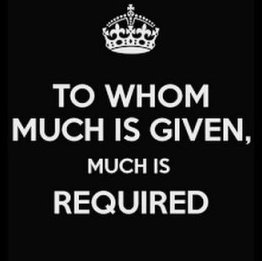 TO WHOM
MUCH IS GIVEN,
MUCH IS
REQUIRED